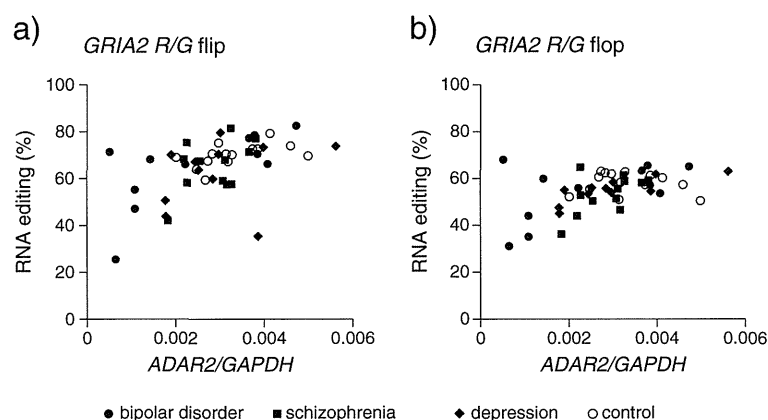 a)
GRIA2 R/G flip
100
80
60
40
20
0
RNA editing (%)
0
0.002
0.004
0.006
ADAR2/GAPDH
b)
GRIA2 R/G flop
100
80
60
40
20
0
RNA editing (%)
0
0.002
0.004
0.006
ADAR2/GAPDH
bipolar disorder
schizophrenia
depression
control